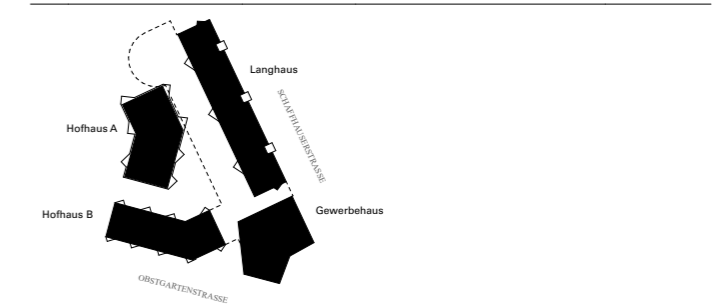 Langhaus
SCHAFFHAUSERSTRASSE
Hofhaus A
Hofhaus B
Gewerbehaus
OBSTGARTENSTRASSE